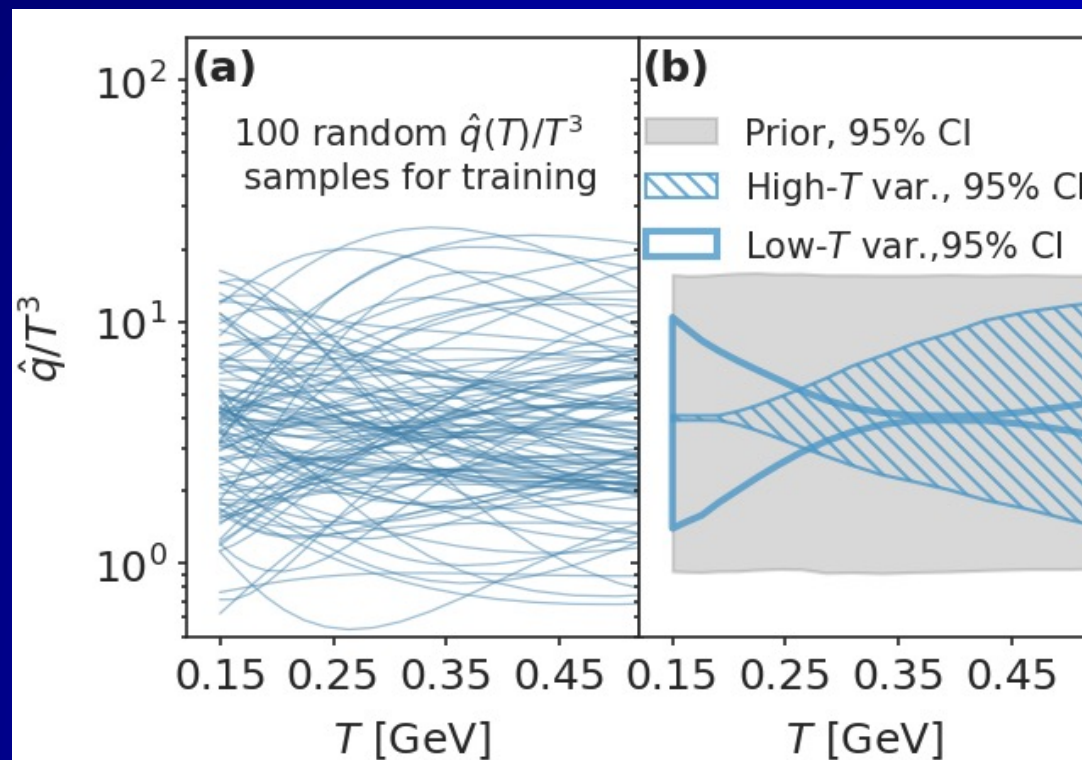 (a)
100 random q̂(T)/T³
samples for training
10²
10¹
10⁰
q̂/T³
0.15 0.25 0.35 0.45
T [GeV]
(b)
Prior, 95% CI
High-T var., 95% CI
Low-T var.,95% CI
0.15 0.25 0.35 0.45
T [GeV]